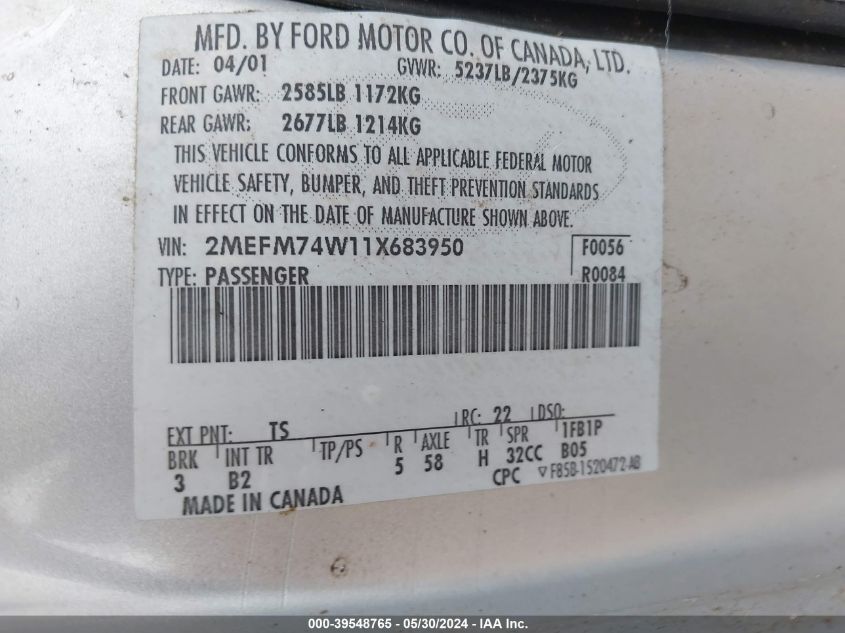 MFD. BY FORD MOTOR CO. OF CANADA, LTD.
DATE: 04/01 GVWR: 5237LB/2375KG
FRONT GAWR: 2585LB 1172KG
REAR GAWR: 2677LB 1214KG
THIS VEHICLE CONFORMS TO ALL APPLICABLE FEDERAL MOTOR
VEHICLE SAFETY, BUMPER, AND THEFT PREVENTION STANDARDS
IN EFFECT ON THE DATE OF MANUFACTURE SHOWN ABOVE.
VIN: 2MEFM74W11X683950 F0056
TYPE: PASSENGER R0084
EXT PNT: TS RC: 22 DSO:
BRK INT TR TP/PS R AXLE TR SPR 1FB1P
3 B2 5 58 H 32CC B05
MADE IN CANADA CPC F85B-1520472-AB
000-39548765 - 05/30/2024 - IAA Inc.